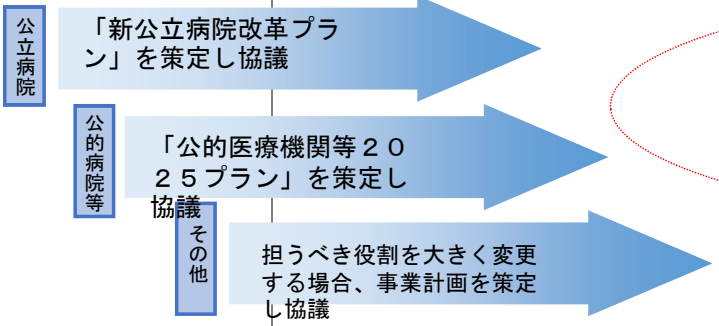 公立病院
「新公立病院改革プラ
ン」を策定し協議
公的病院等
「公的医療機関等２０
２５プラン」を策定し
協議
その他
担うべき役割を大きく変更
する場合、事業計画を策定
し協議